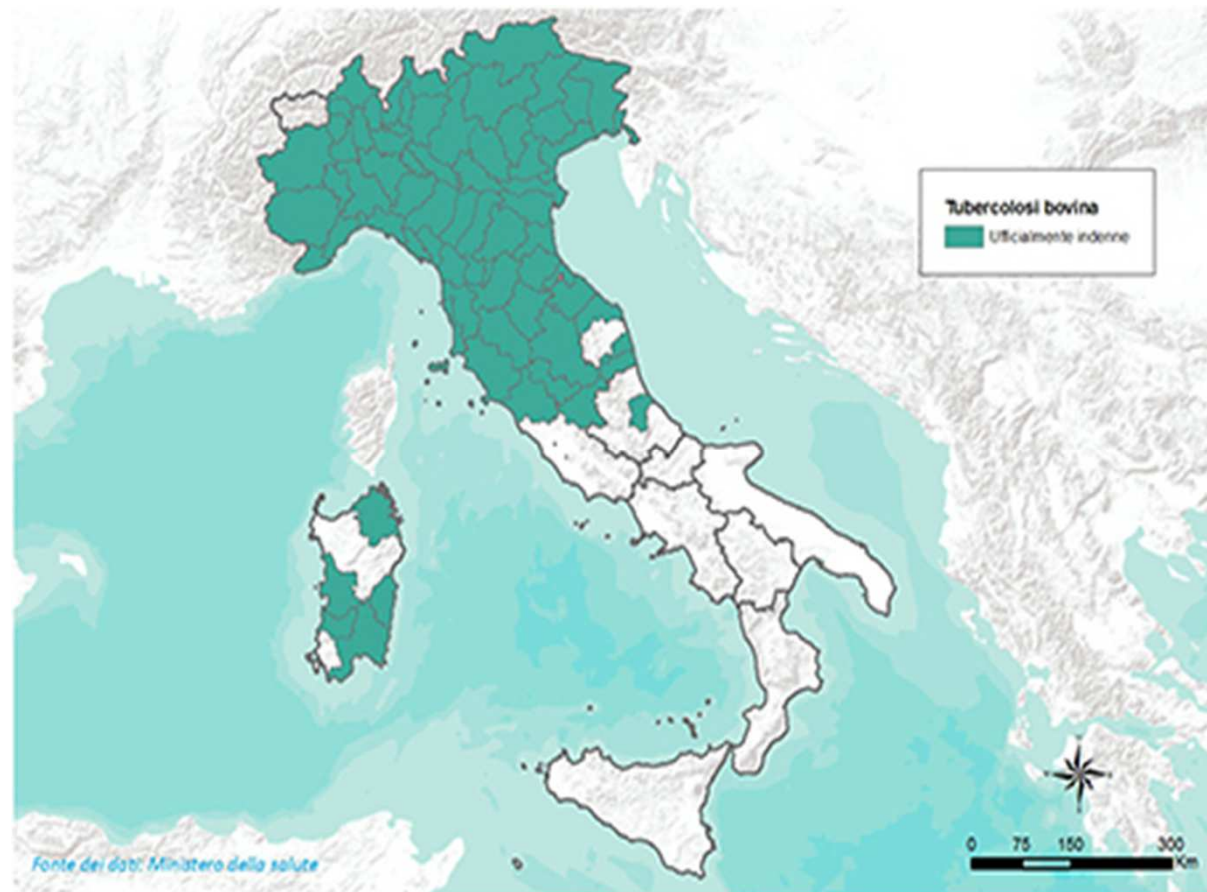 Tubercolosi bovina
Ufficialmente indenne
Fonte dei dati: Ministero della salute
0 75 150 300
Km